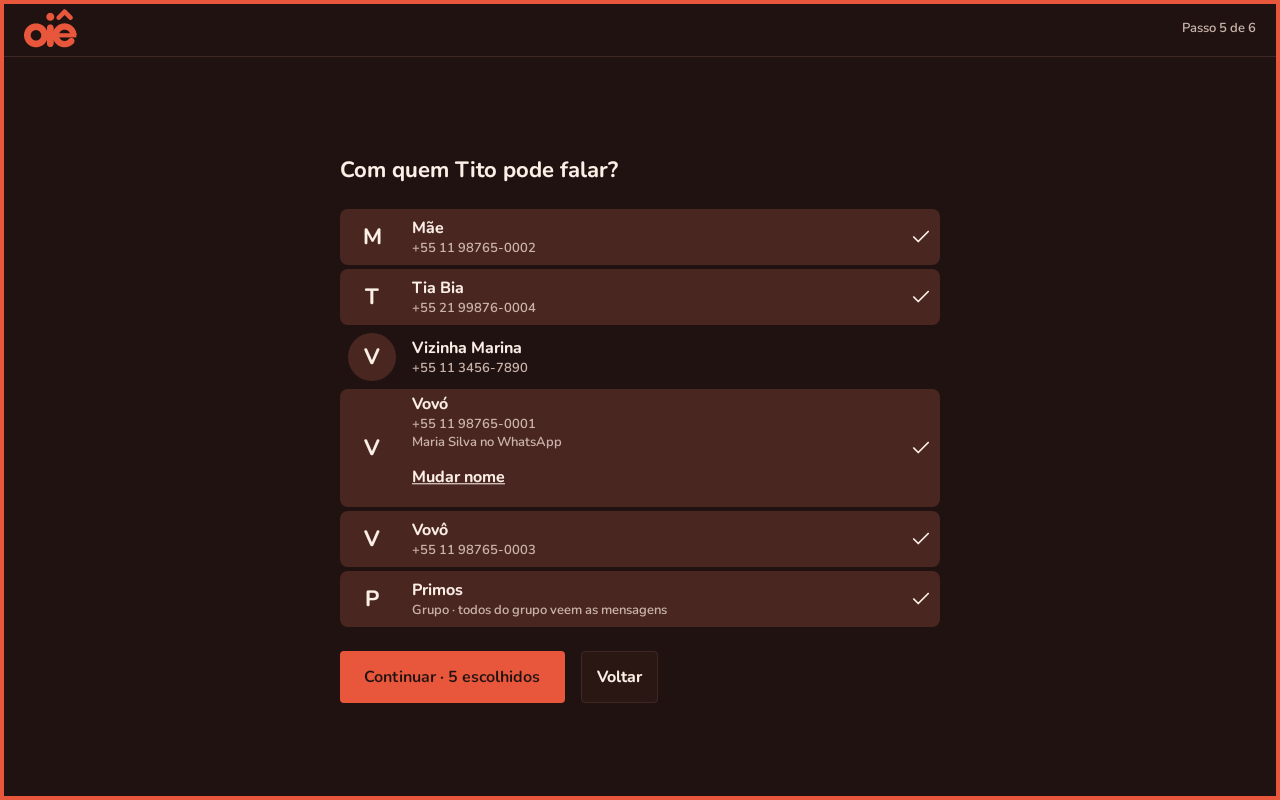 oiê
Passo 5 de 6
Com quem Tito pode falar?
M
Mãe
+55 11 98765-0002
T
Tia Bia
+55 21 99876-0004
V
Vizinha Marina
+55 11 3456-7890
V
Vovó
+55 11 98765-0001
Maria Silva no WhatsApp
Mudar nome
V
Vovô
+55 11 98765-0003
P
Primos
Grupo · todos do grupo veem as mensagens
Continuar · 5 escolhidos
Voltar